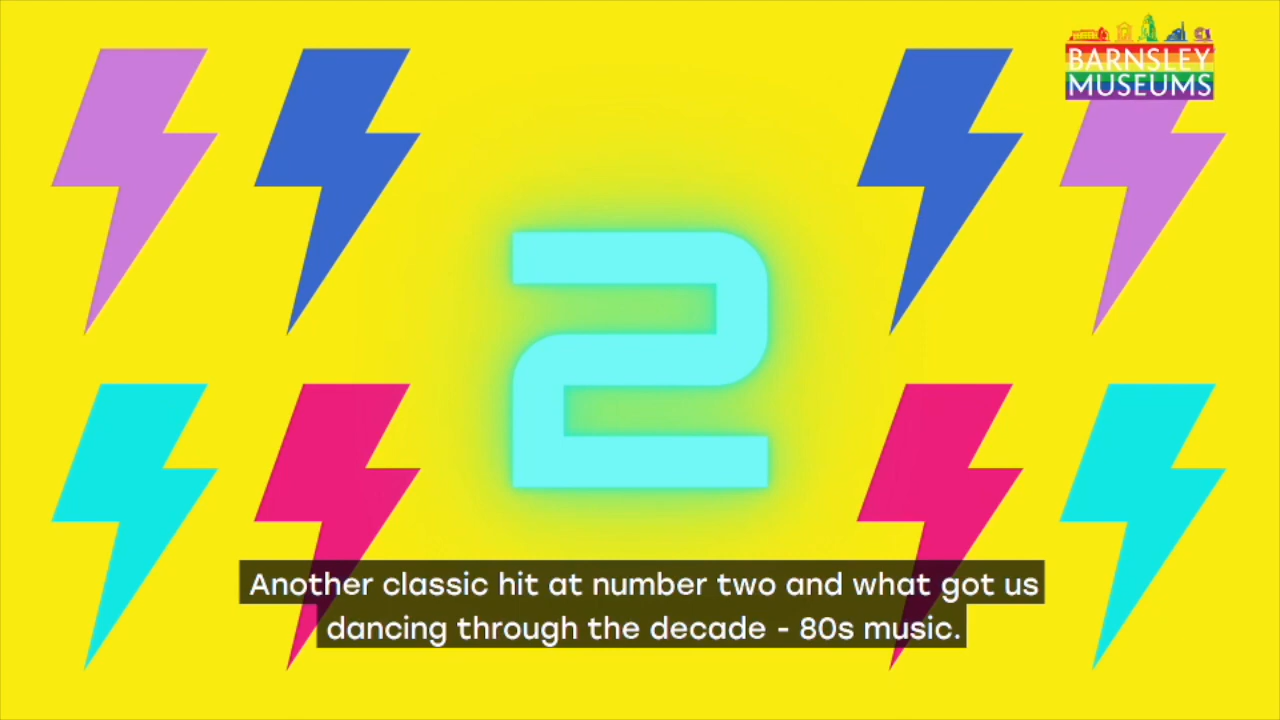 BARNSLEY
MUSEUMS
2
Another classic hit at number two and what got us
dancing through the decade - 80s music.